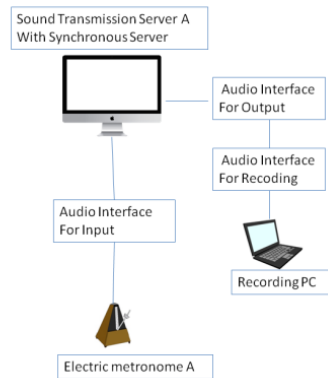 Sound Transmission Server A
With Synchronous Server
Audio Interface
For Output
Audio Interface
For Recoding
Audio Interface
For Input
Recording PC
Electric metronome A